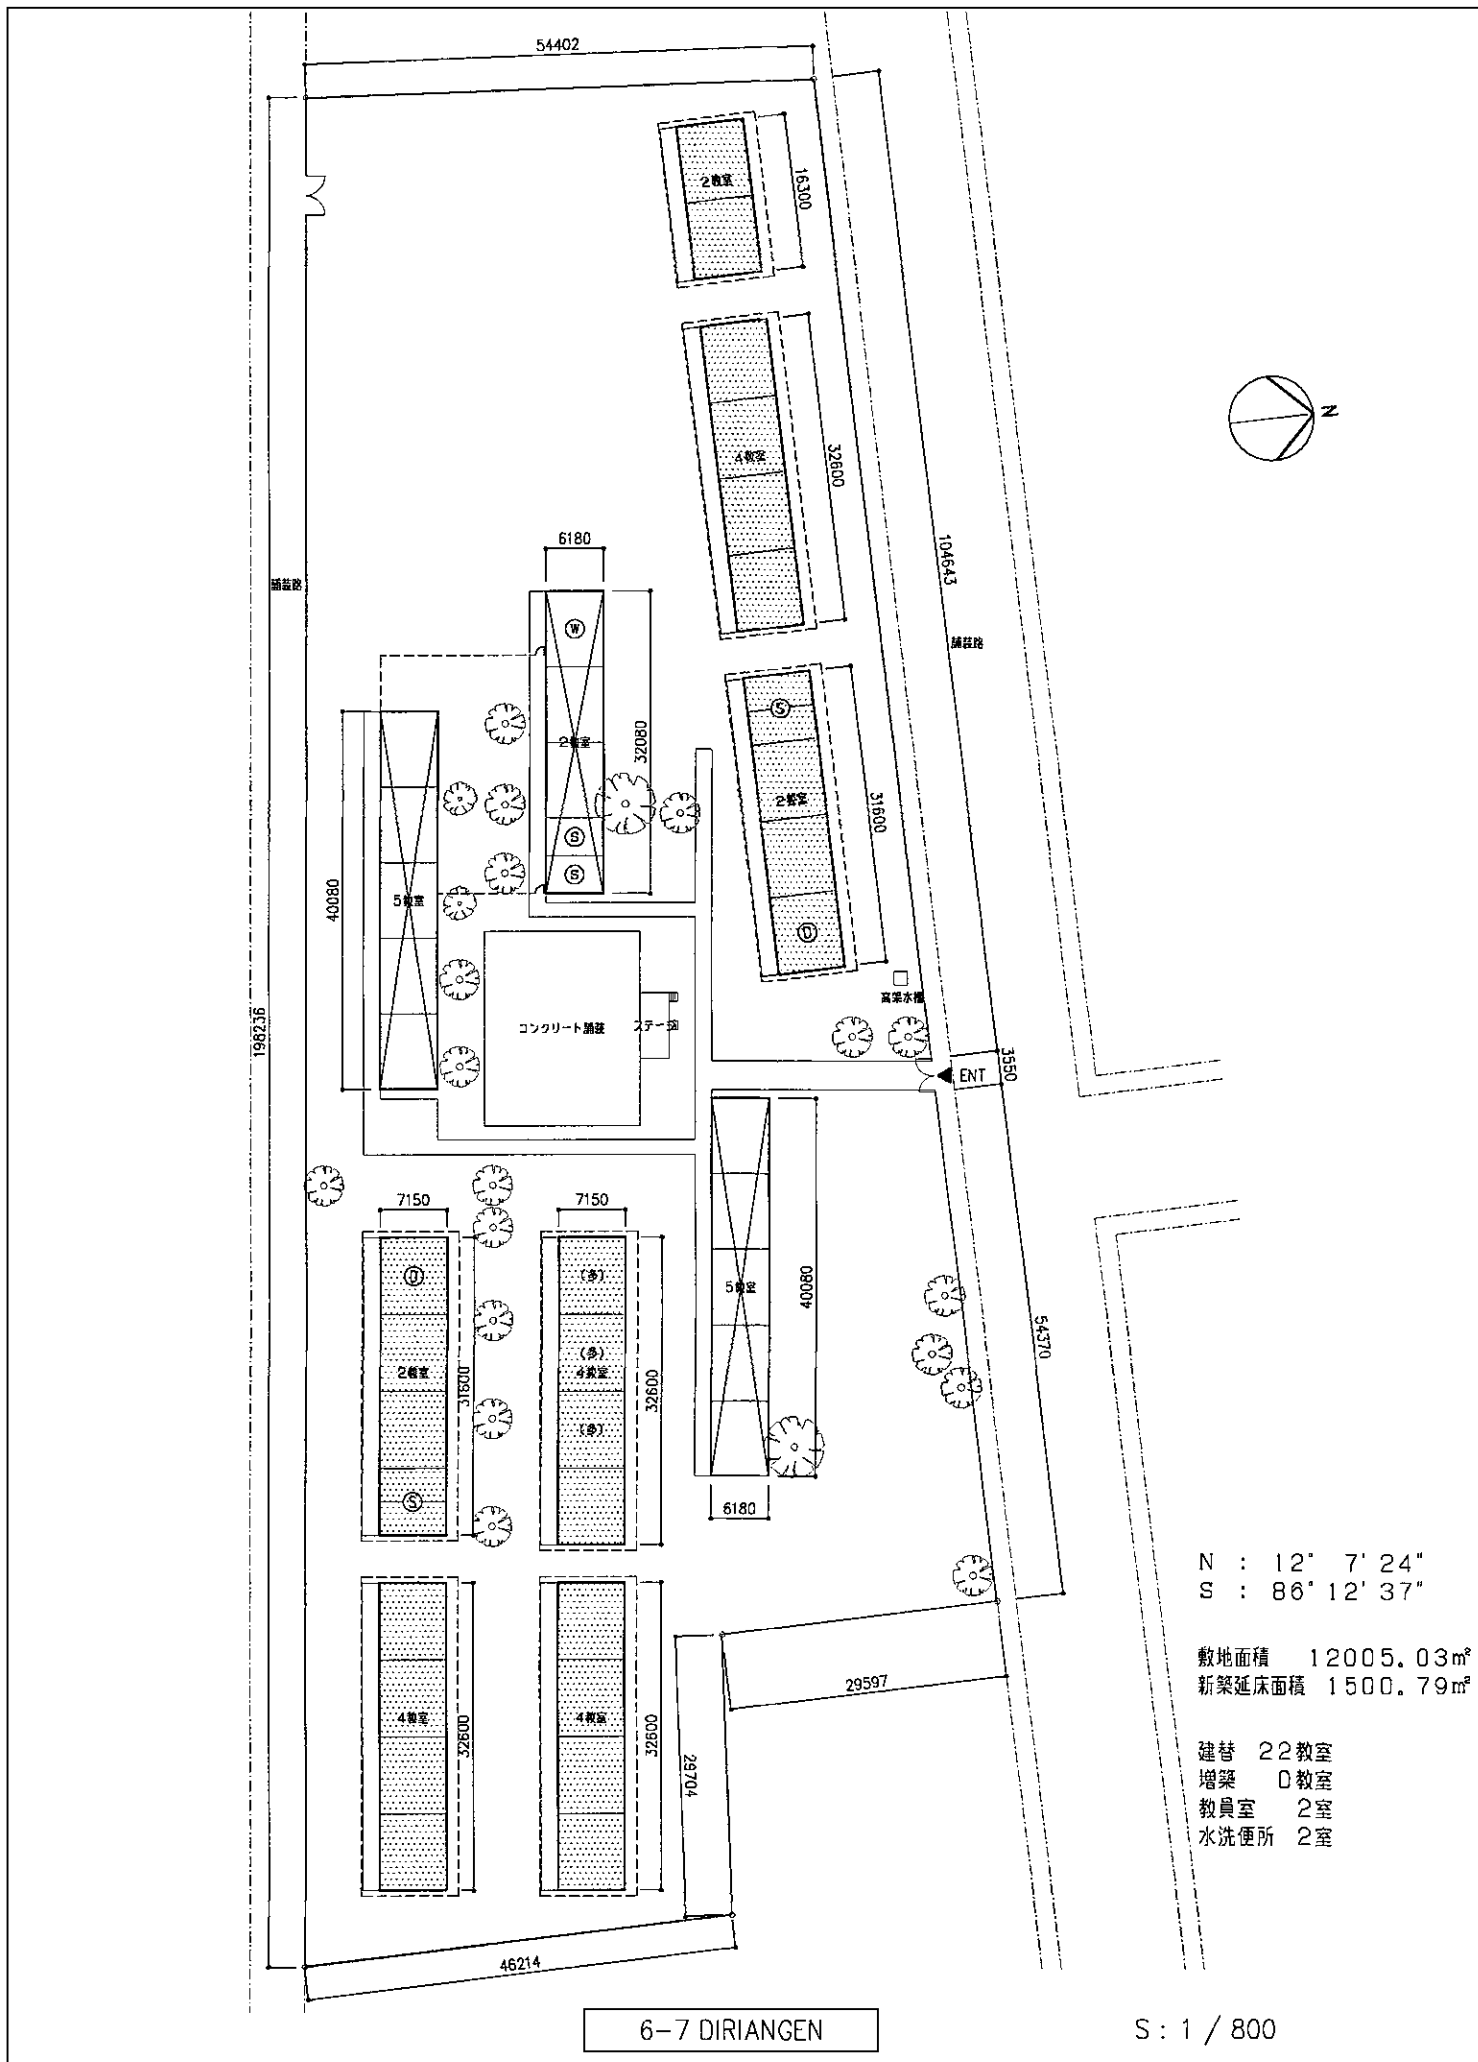 54402
2教室
16300
N
4教室
32600
104643
6180
舗装路
W
舗装路
32080
2教室
S
S
S
2教室
31600
D
40080
5教室
高架水槽
198236
コンクリート舗装
ステージ
3550
ENT
7150
7150
D
(多)
2教室
(多)
4教室
31600
32600
(多)
S
5教室
40080
54370
6180
N : 12° 7' 24"
S : 86° 12' 37"
敷地面積 12005.03㎡
新築延床面積 1500.79㎡
29597
4教室
32600
4教室
32600
29704
建替 22教室
増築 0教室
教員室 2室
水洗便所 2室
46214
6-7 DIRIANGEN
S: 1 / 800